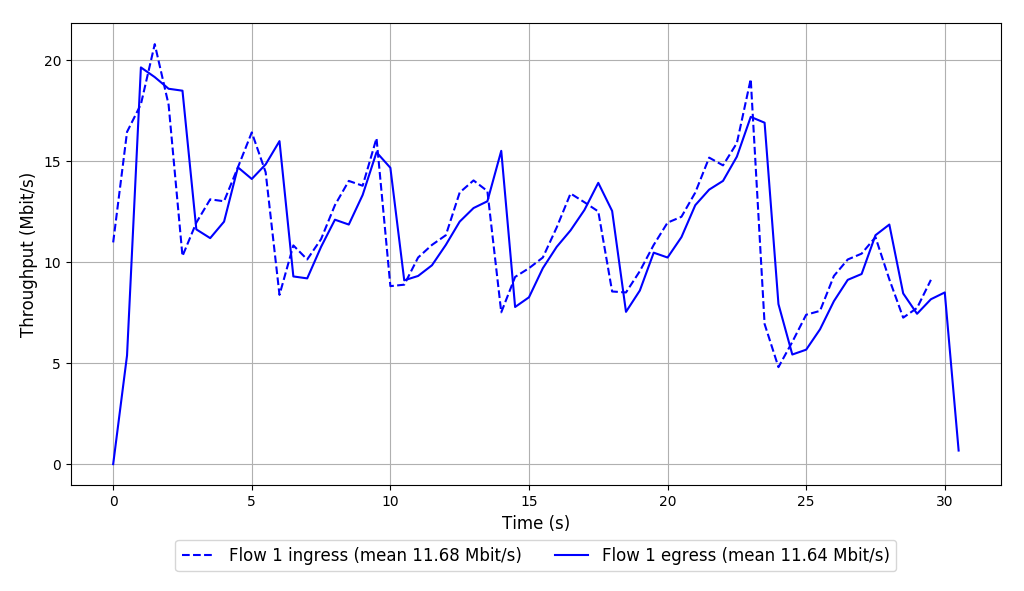 Throughput (Mbit/s)
20
15
10
5
0
0 5 10 15 20 25 30
Time (s)
Flow 1 ingress (mean 11.68 Mbit/s) Flow 1 egress (mean 11.64 Mbit/s)